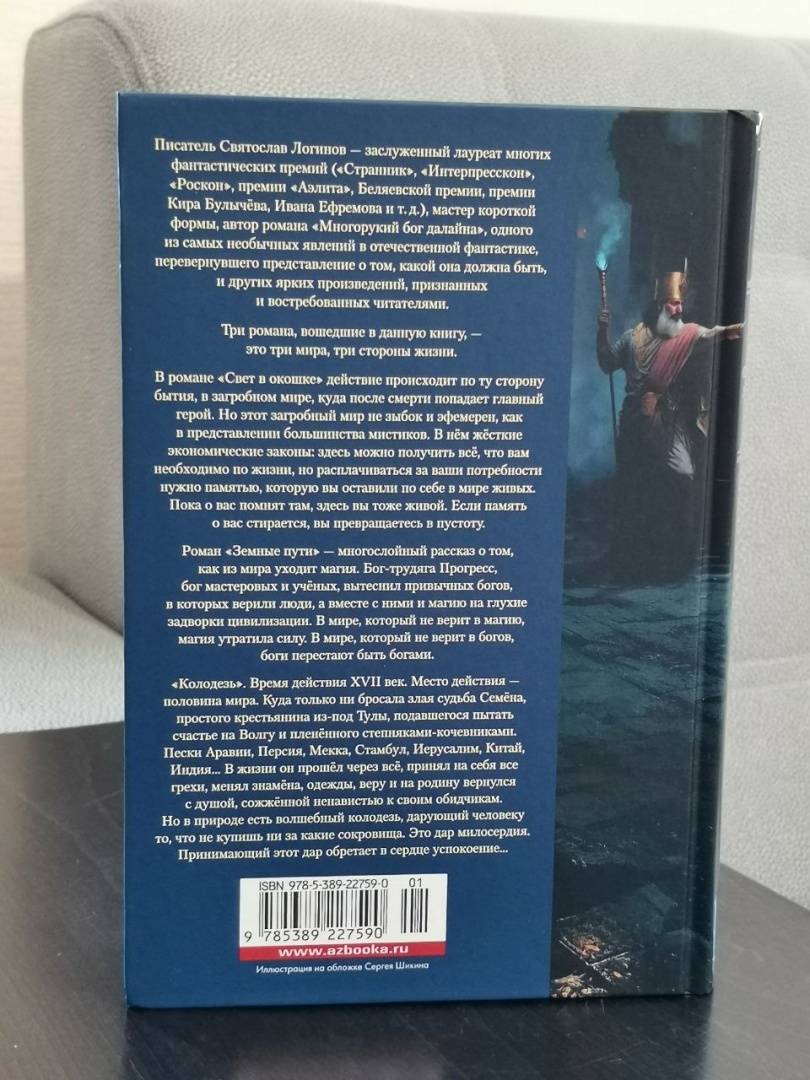 Писатель Святослав Логинов — заслуженный лауреат многих
фантастических премий («Странник», «Интерпресскон»,
«Роскон», премии «Аэлита», Беляевской премии, премии
Кира Булычёва, Ивана Ефремова и т. д.), мастер короткой
формы, автор романа «Многорукий бог далайна», одного
из самых необычных явлений в отечественной фантастике,
перевернувшего представление о том, какой она должна быть,
и других ярких произведений, признанных
и востребованных читателями.
Три романа, вошедшие в данную книгу, —
это три мира, три стороны жизни.
В романе «Свет в окошке» действие происходит по ту сторону
бытия, в загробном мире, куда после смерти попадает главный
герой. Но этот загробный мир не зыбок и эфемерен, как
в представлении большинства мистиков. В нём жёсткие
экономические законы: здесь можно получить всё, что вам
необходимо по жизни, но расплачиваться за ваши потребности
нужно памятью, которую вы оставили по себе в мире живых.
Пока о вас помнят там, здесь вы тоже живой. Если память
о вас стирается, вы превращаетесь в пустоту.
Роман «Земные пути» — многослойный рассказ о том,
как из мира уходит магия. Бог-трудяга Прогресс,
бог мастеровых и учёных, вытеснил привычных богов,
в которых верили люди, а вместе с ними и магию на глухие
задворки цивилизации. В мире, который не верит в магию,
магия утратила силу. В мире, который не верит в богов,
боги перестают быть богами.
«Колодезь». Время действия XVII век. Место действия —
половина мира. Куда только ни бросала злая судьба Семёна,
простого крестьянина из-под Тулы, подавшегося пытать
счастье на Волгу и пленённого степняками-кочевниками.
Пески Аравии, Персия, Мекка, Стамбул, Иерусалим, Китай,
Индия... В жизни он прошёл через всё, принял на себя все
грехи, менял знамёна, одежды, веру и на родину вернулся
с душой, сожжённой ненавистью к своим обидчикам.
Но в природе есть волшебный колодезь, дарующий человеку
то, что не купишь ни за какие сокровища. Это дар милосердия.
Принимающий этот дар обретает в сердце успокоение...
ISBN 978-5-389-22759-0 01
9 785389 227590
www.azbooka.ru
Иллюстрация на обложке Сергея Шикина